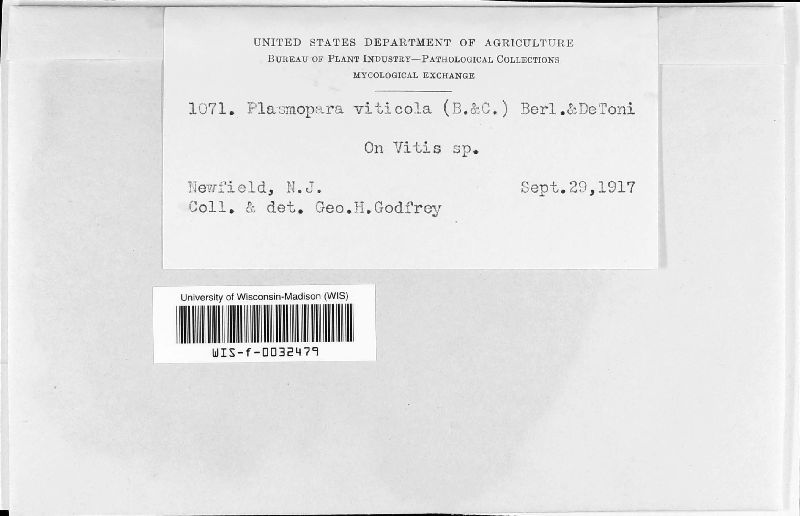 UNITED STATES DEPARTMENT OF AGRICULTURE
BUREAU OF PLANT INDUSTRY—PATHOLOGICAL COLLECTIONS
MYCOLOGICAL EXCHANGE
1071. Plasmopara viticola (B.&C.) Berl.&DeToni
On Vitis sp.
Newfield, N.J. Sept.29,1917
Coll. & det. Geo.H.Godfrey
University of Wisconsin-Madison (WIS)
WIS-f-0032479